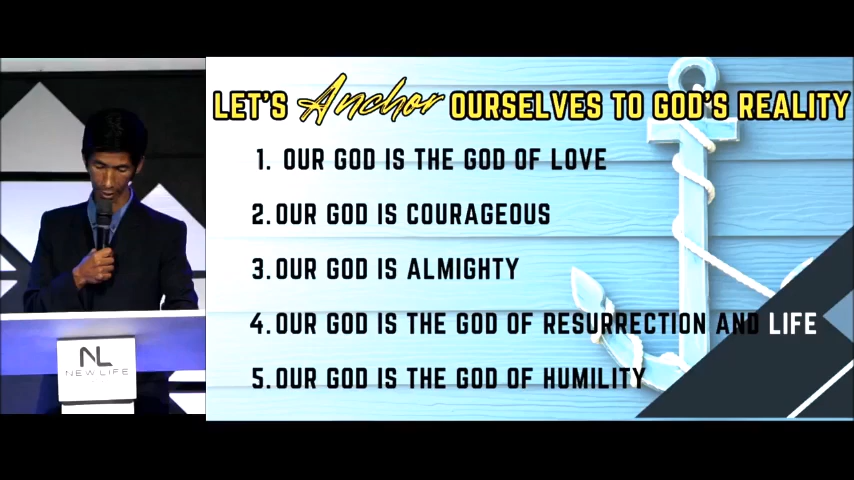 LET'S Anchor OURSELVES TO GOD'S REALITY
1. OUR GOD IS THE GOD OF LOVE
2. OUR GOD IS COURAGEOUS
3. OUR GOD IS ALMIGHTY
4. OUR GOD IS THE GOD OF RESURRECTION AND LIFE
5. OUR GOD IS THE GOD OF HUMILITY
NL
NEW LIFE